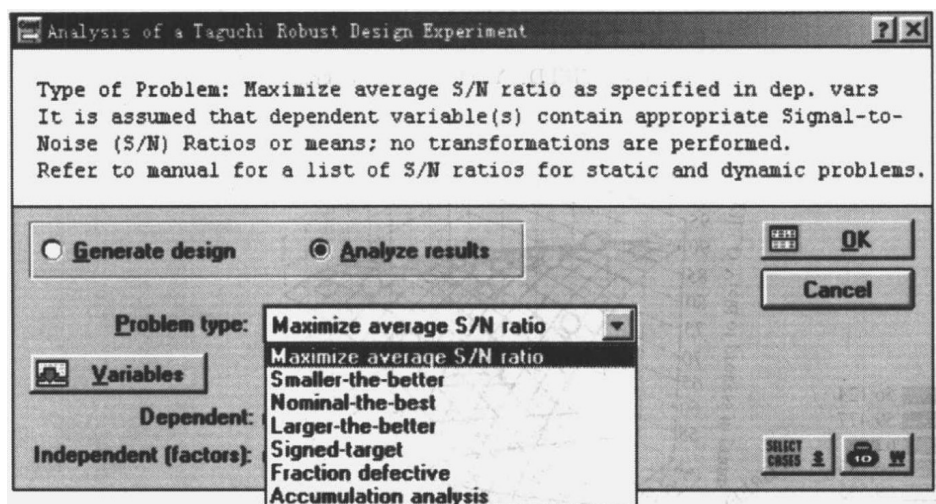 Analysis of a Taguchi Robust Design Experiment
Type of Problem: Maximize average S/N ratio as specified in dep. vars
It is assumed that dependent variable(s) contain appropriate Signal-to-
Noise (S/N) Ratios or means; no transformations are performed.
Refer to manual for a list of S/N ratios for static and dynamic problems.
Generate design
Analyze results
OK
Cancel
Problem type: Maximize average S/N ratio
Maximize average S/N ratio
Smaller-the-better
Nominal-the-best
Larger-the-better
Signed-target
Fraction defective
Accumulation analysis
Variables
Dependent:
Independent (factors):
SELECT CASES S
W